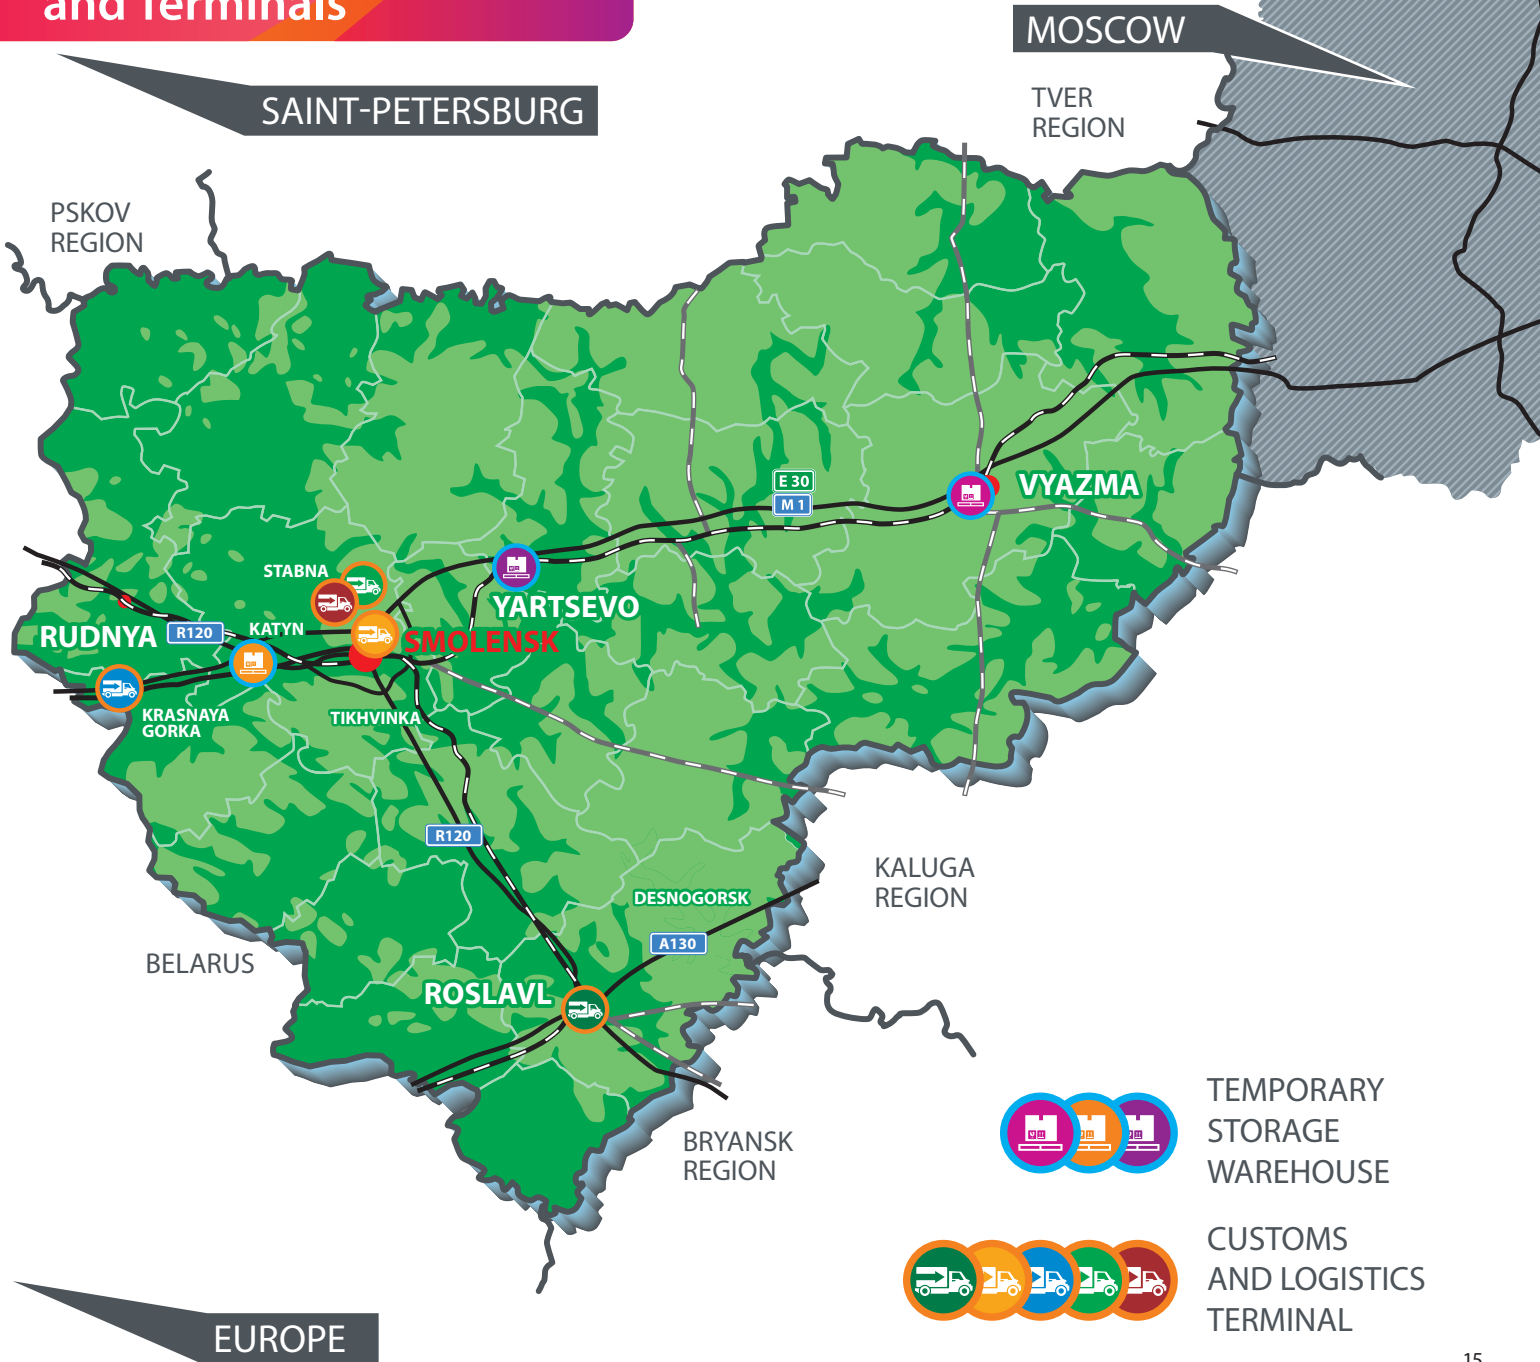 and Terminals
MOSCOW
SAINT-PETERSBURG
TVER
REGION
PSKOV
REGION
E 30
M 1
VYAZMA
STABNA
YARTSEVO
RUDNYA
R120
KATYN
SMOLENSK
KRASNAYA
GORKA
TIKHVINKA
R120
KALUGA
REGION
DESNOGORSK
A130
BELARUS
ROSLAVL
BRYANSK
REGION
TEMPORARY
STORAGE
WAREHOUSE
CUSTOMS
AND LOGISTICS
TERMINAL
EUROPE
15